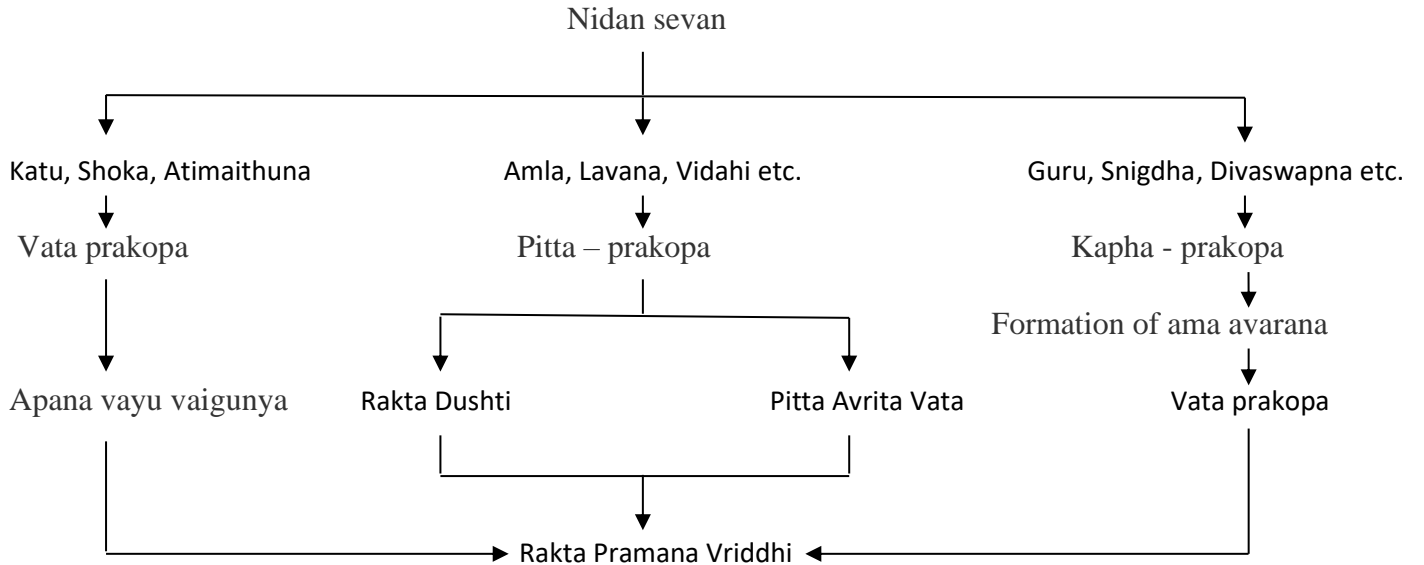 Nidan sevan
Katu, Shoka, Atimaithuna
Amla, Lavana, Vidahi etc.
Guru, Snigdha, Divaswapna etc.
Vata prakopa
Pitta – prakopa
Kapha - prakopa
Formation of ama avarana
Apana vayu vaigunya
Rakta Dushti
Pitta Avrita Vata
Vata prakopa
Rakta Pramana Vriddhi